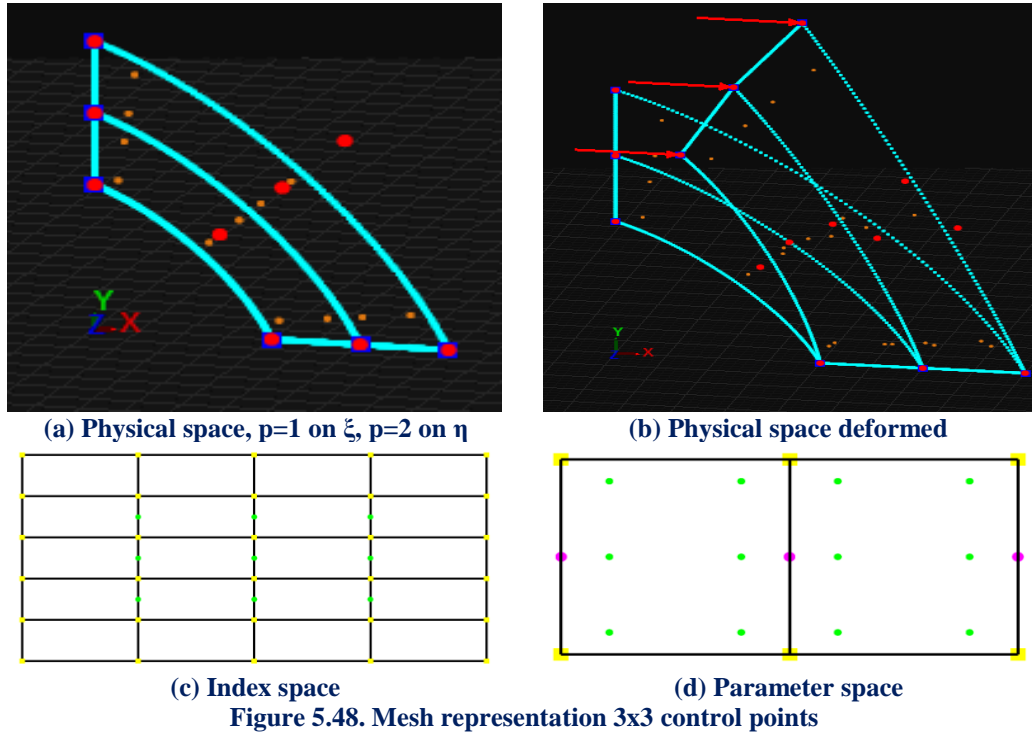 Y
Z X
Y
Z X
(a) Physical space, p=1 on ξ, p=2 on η
(b) Physical space deformed
(c) Index space
(d) Parameter space
Figure 5.48. Mesh representation 3x3 control points